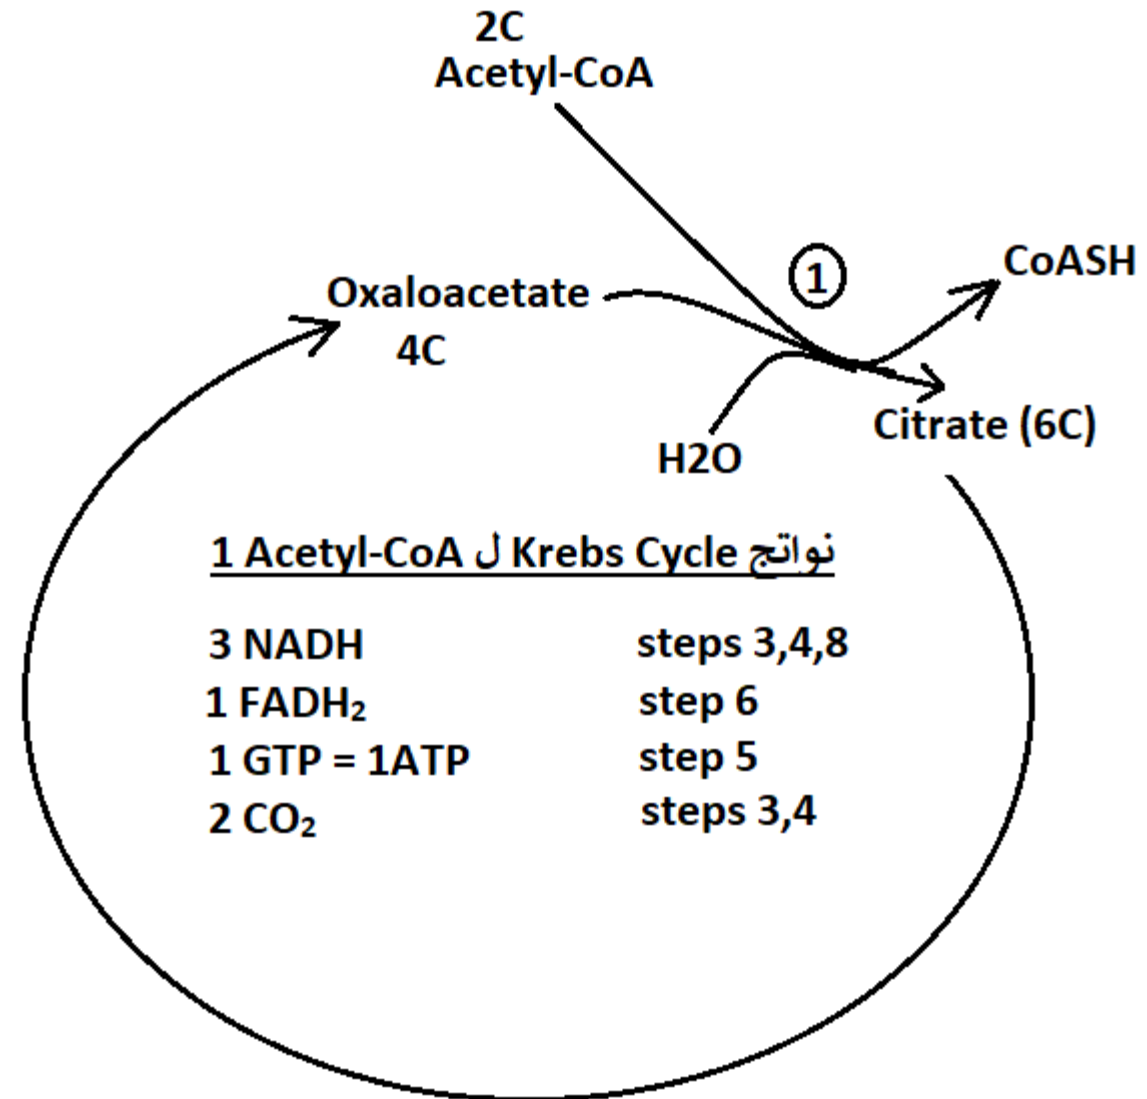 2C
Acetyl-CoA
1
CoASH
Oxaloacetate
4C
Citrate (6C)
H2O
نواتج Krebs Cycle ل 1 Acetyl-CoA
3 NADH steps 3,4,8
1 FADH₂ step 6
1 GTP = 1ATP step 5
2 CO₂ steps 3,4